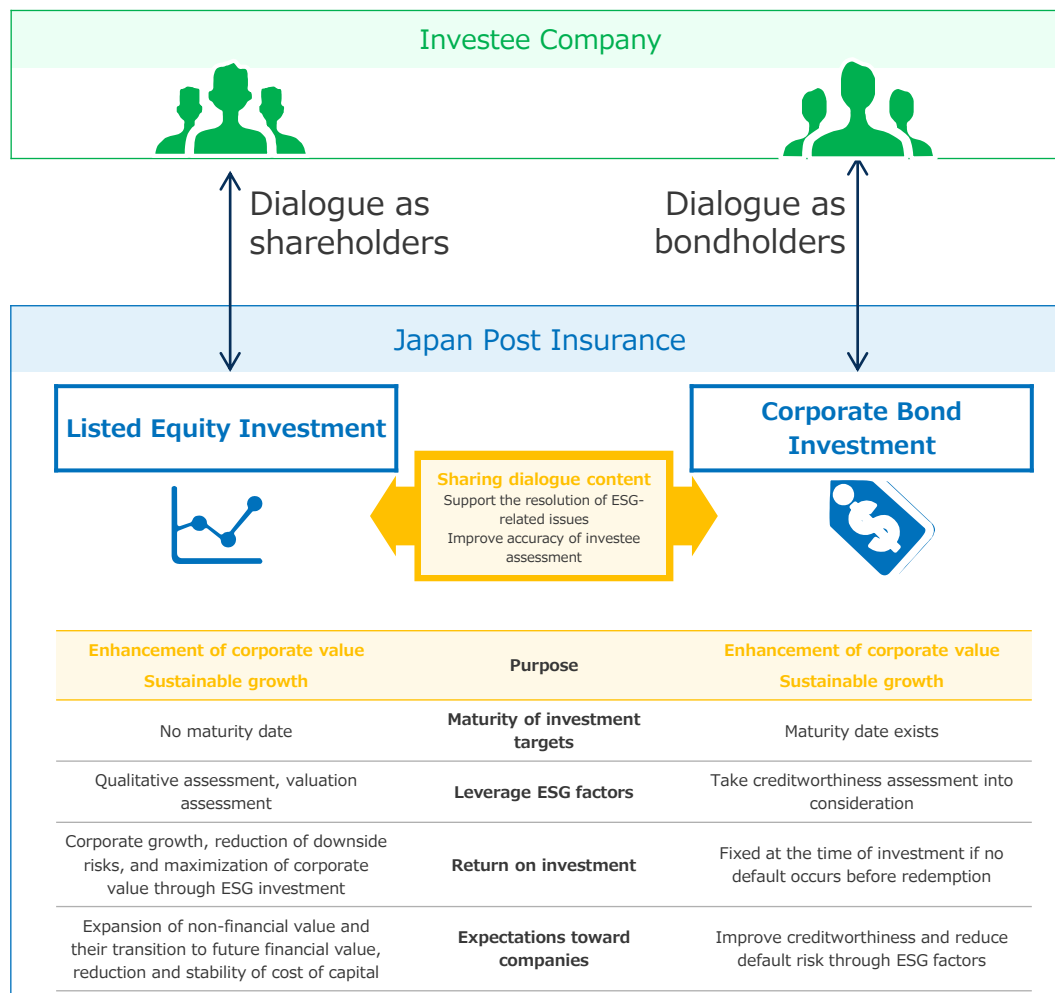 Investee Company
Dialogue as
shareholders
Dialogue as
bondholders
Japan Post Insurance
Listed Equity Investment
Corporate Bond
Investment
Sharing dialogue content
Support the resolution of ESG-
related issues
Improve accuracy of investee
assessment
Enhancement of corporate value
Sustainable growth
Purpose
Enhancement of corporate value
Sustainable growth
No maturity date
Maturity of investment
targets
Maturity date exists
Qualitative assessment, valuation
assessment
Leverage ESG factors
Take creditworthiness assessment into
consideration
Corporate growth, reduction of downside
risks, and maximization of corporate
value through ESG investment
Return on investment
Fixed at the time of investment if no
default occurs before redemption
Expansion of non-financial value and
their transition to future financial value,
reduction and stability of cost of capital
Expectations toward
companies
Improve creditworthiness and reduce
default risk through ESG factors